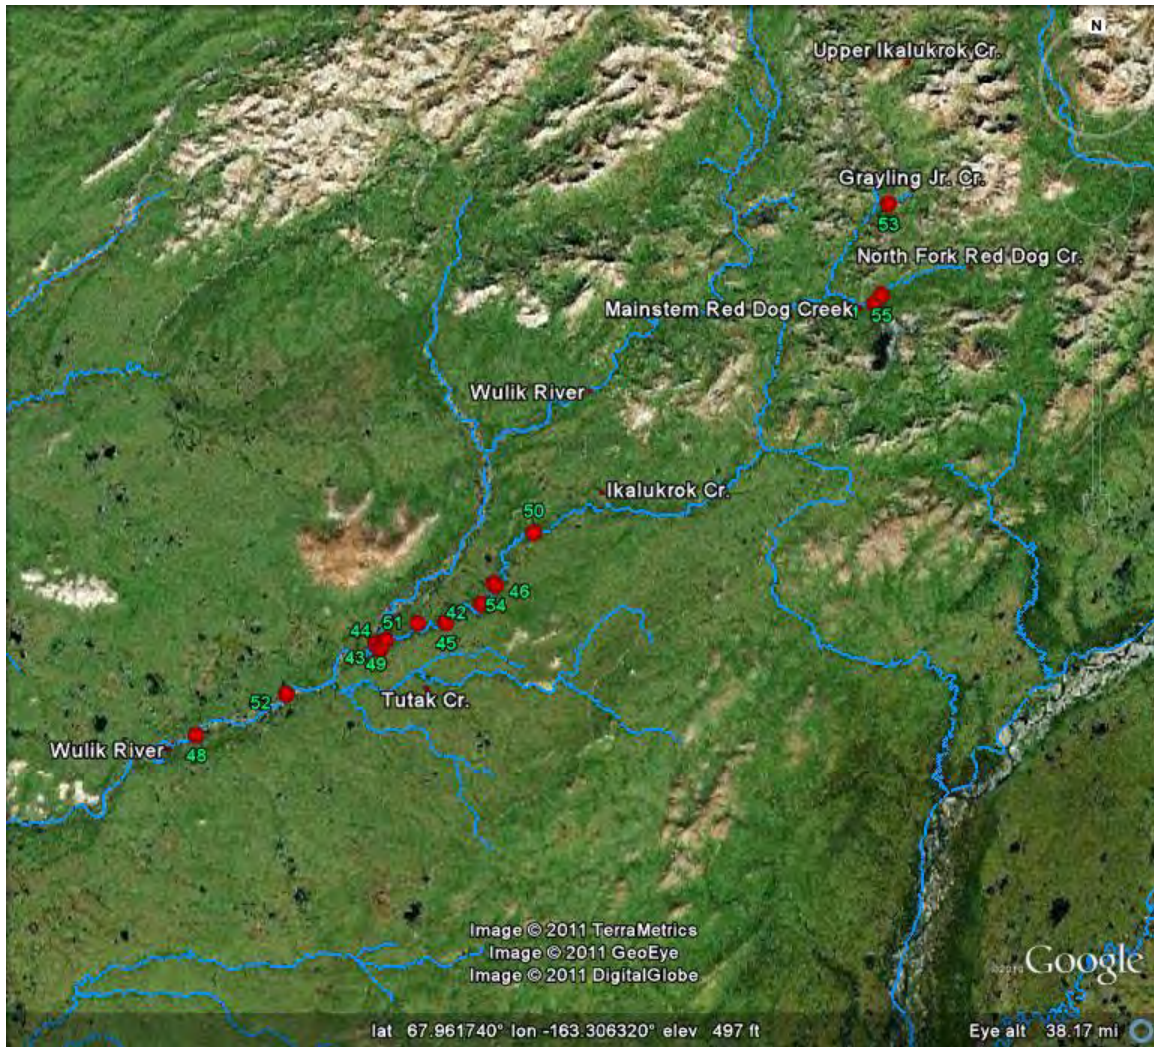 N
Upper Ikalukrok Cr.
Grayling Jr. Cr.
53
North Fork Red Dog Cr.
Mainstem Red Dog Creek
55
Wulik River
Ikalukrok Cr.
50
46
54
42
51
45
44
43
49
Tutak Cr.
52
Wulik River
48
Image © 2011 TerraMetrics
Image © 2011 GeoEye
Image © 2011 DigitalGlobe
Google
lat 67.961740° lon -163.306320° elev 497 ft
Eye alt 38.17 mi